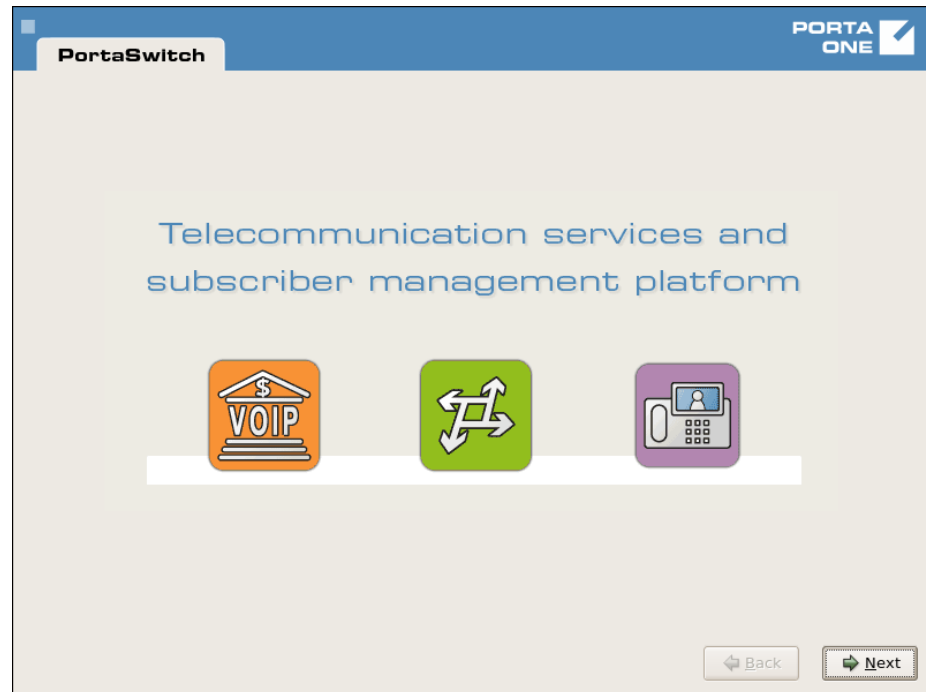 PORTA
ONE
PortaSwitch
Telecommunication services and
subscriber management platform
$
VOIP
Back
Next